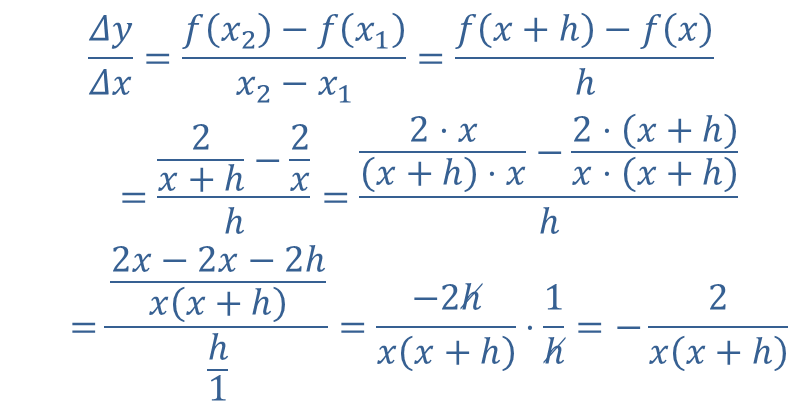 Δy/Δx = (f(x₂) − f(x₁))/(x₂ − x₁) = (f(x + h) − f(x))/h
= (2/(x + h) − 2/x)/h = ((2 · x)/((x + h) · x) − (2 · (x + h))/(x · (x + h)))/h
= ((2x − 2x − 2h)/(x(x + h)))/(h/1) = (−2h̸)/(x(x + h)) · 1/h̸ = − 2/(x(x + h))